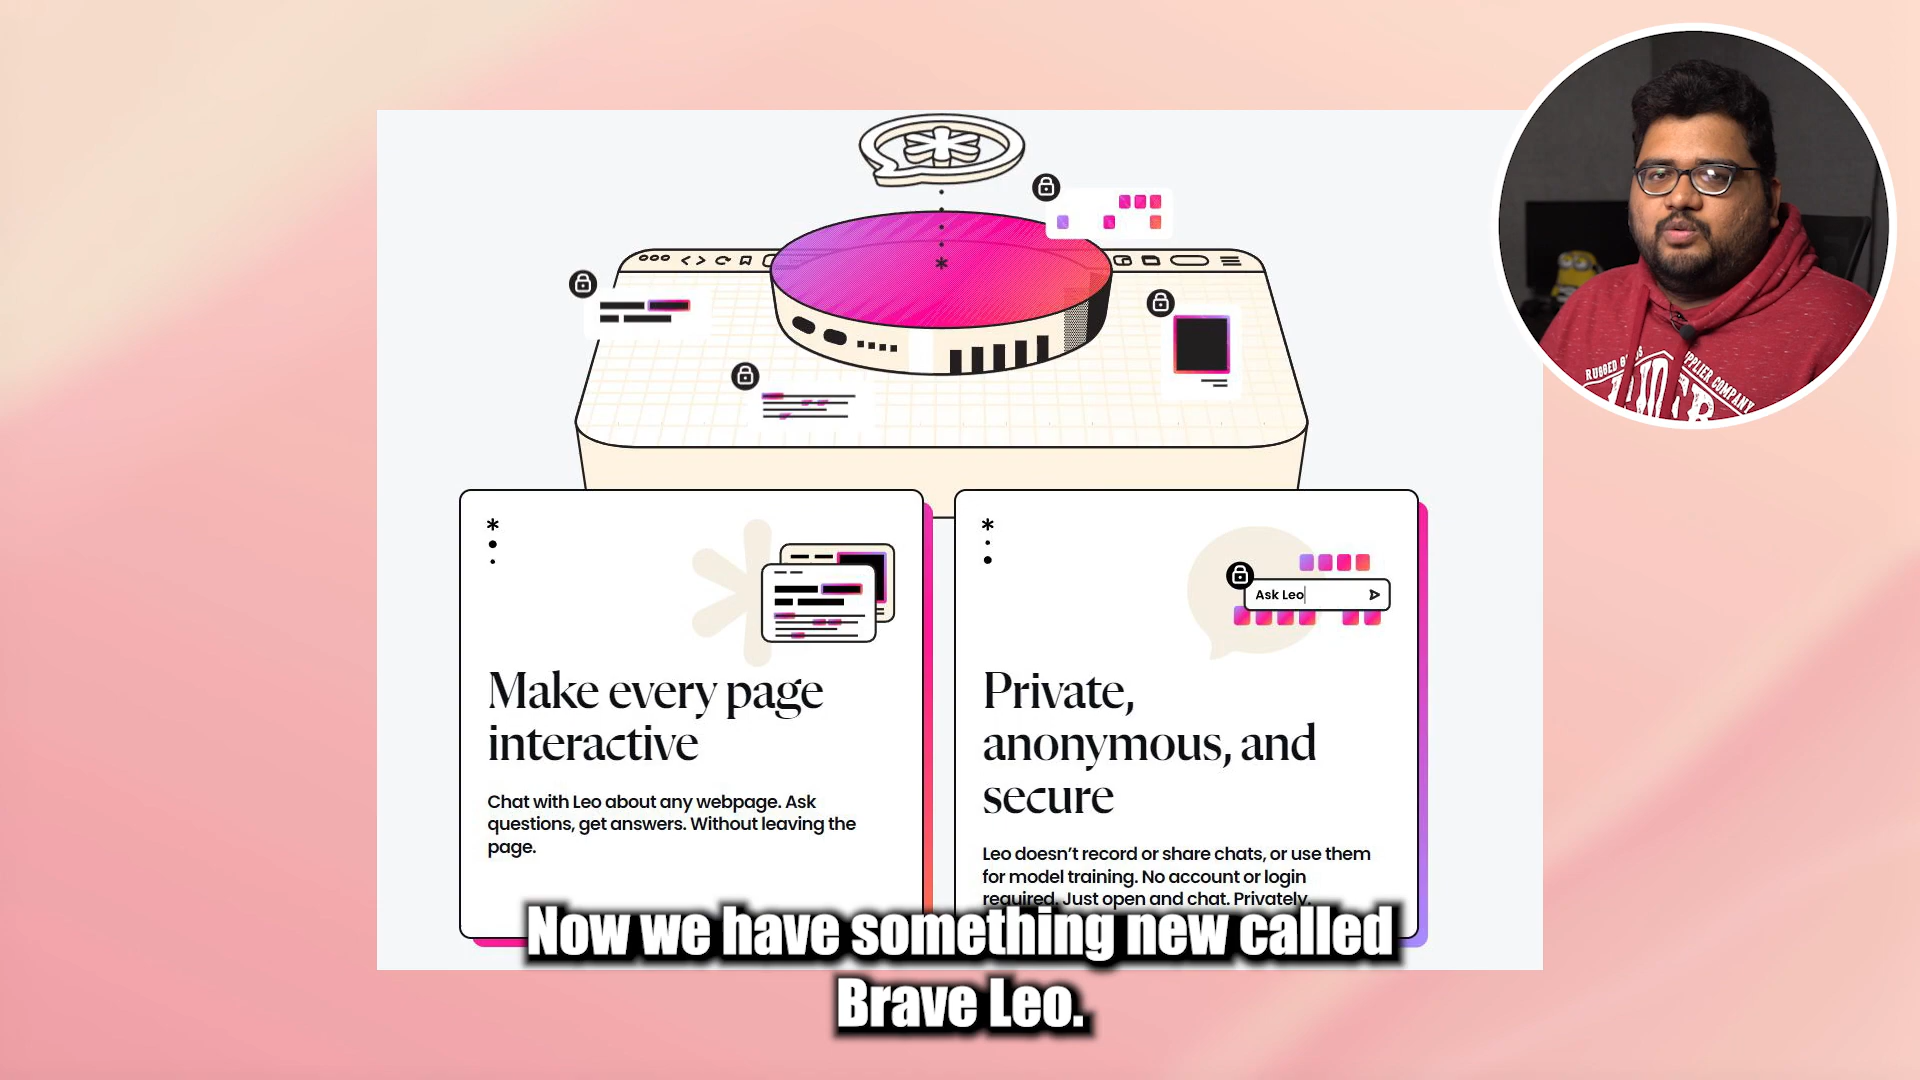 Ask Leo
Make every page
interactive
Chat with Leo about any webpage. Ask
questions, get answers. Without leaving the
page.
Private,
anonymous, and
secure
Leo doesn't record or share chats, or use them
for model training. No account or login
required. Just open and chat. Privately.
Now we have something new called
Brave Leo.